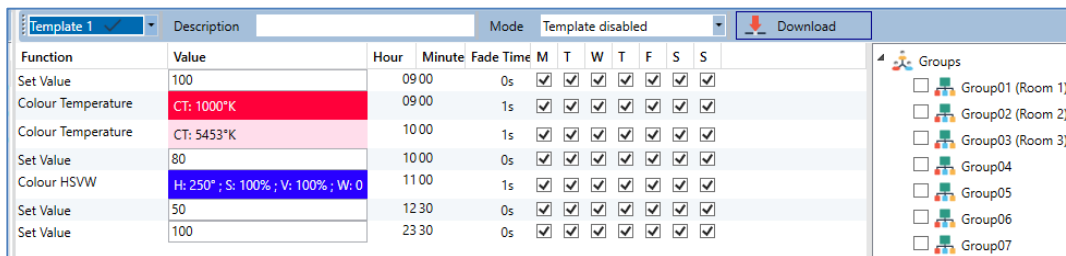 Template 1 Description Mode Template disabled Download
Function Value Hour Minute Fade Time M T W T F S S
Set Value 100 09 00 0s
Colour Temperature CT: 1000°K 09 00 1s
Colour Temperature CT: 5453°K 10 00 1s
Set Value 80 10 00 0s
Colour HSVW H: 250° ; S: 100% ; V: 100% ; W: 0 11 00 1s
Set Value 50 12 30 0s
Set Value 100 23 30 0s
Groups
Group01 (Room 1)
Group02 (Room 2)
Group03 (Room 3)
Group04
Group05
Group06
Group07